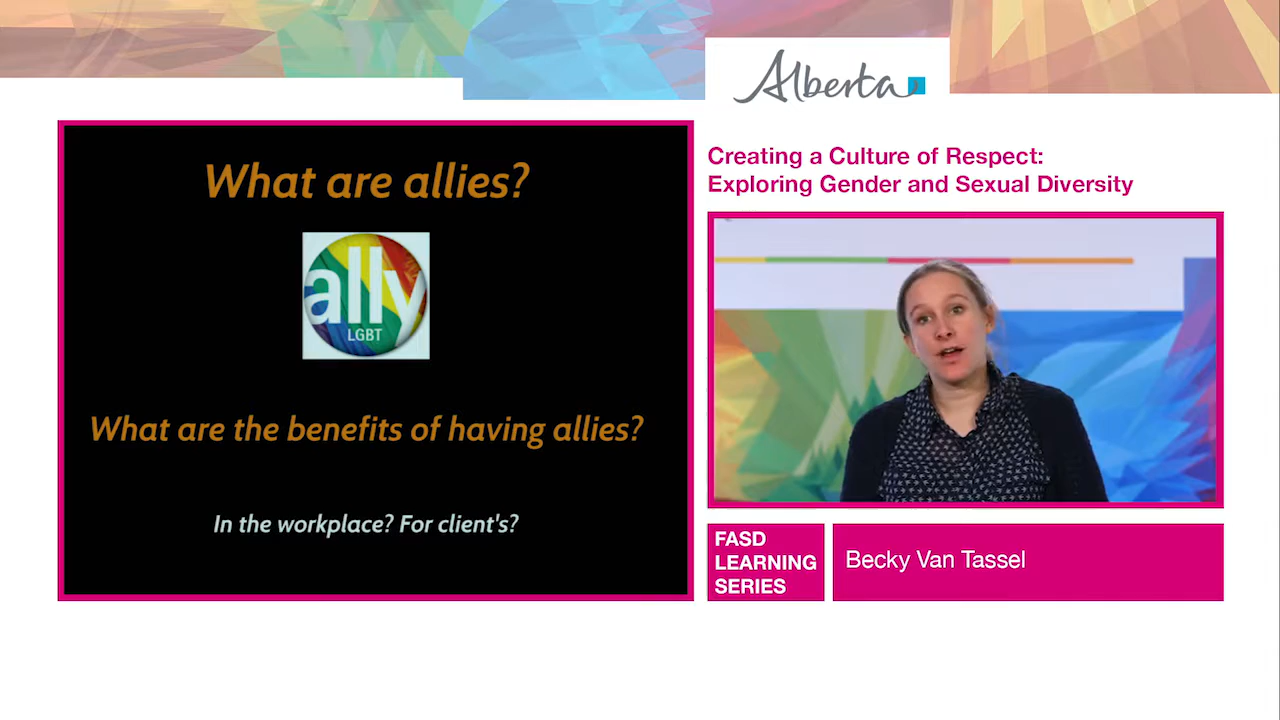 Alberta
What are allies?
ally
LGBT
What are the benefits of having allies?
In the workplace? For client's?
Creating a Culture of Respect:
Exploring Gender and Sexual Diversity
FASD
LEARNING
SERIES
Becky Van Tassel